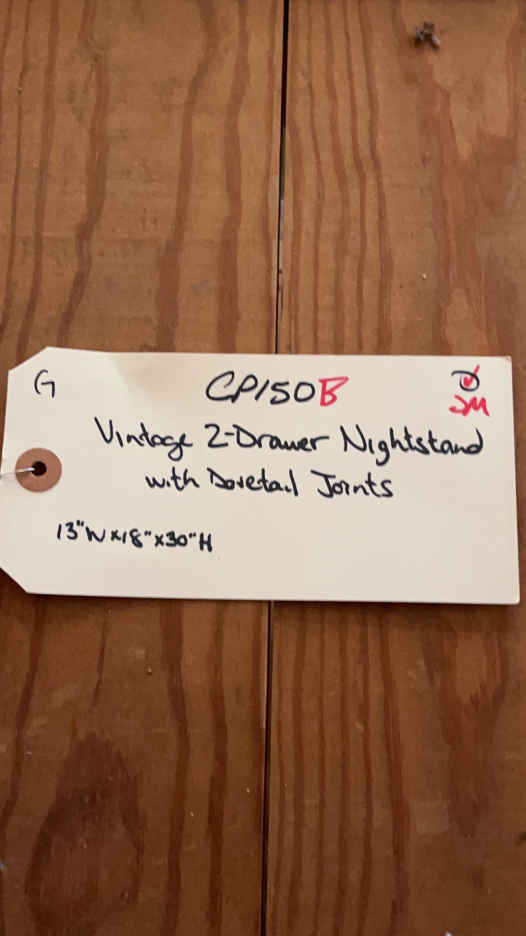 G
CP150B
JM
Vintage 2-Drawer Nightstand
with Dovetail Joints
13"W x 18" x 30"H